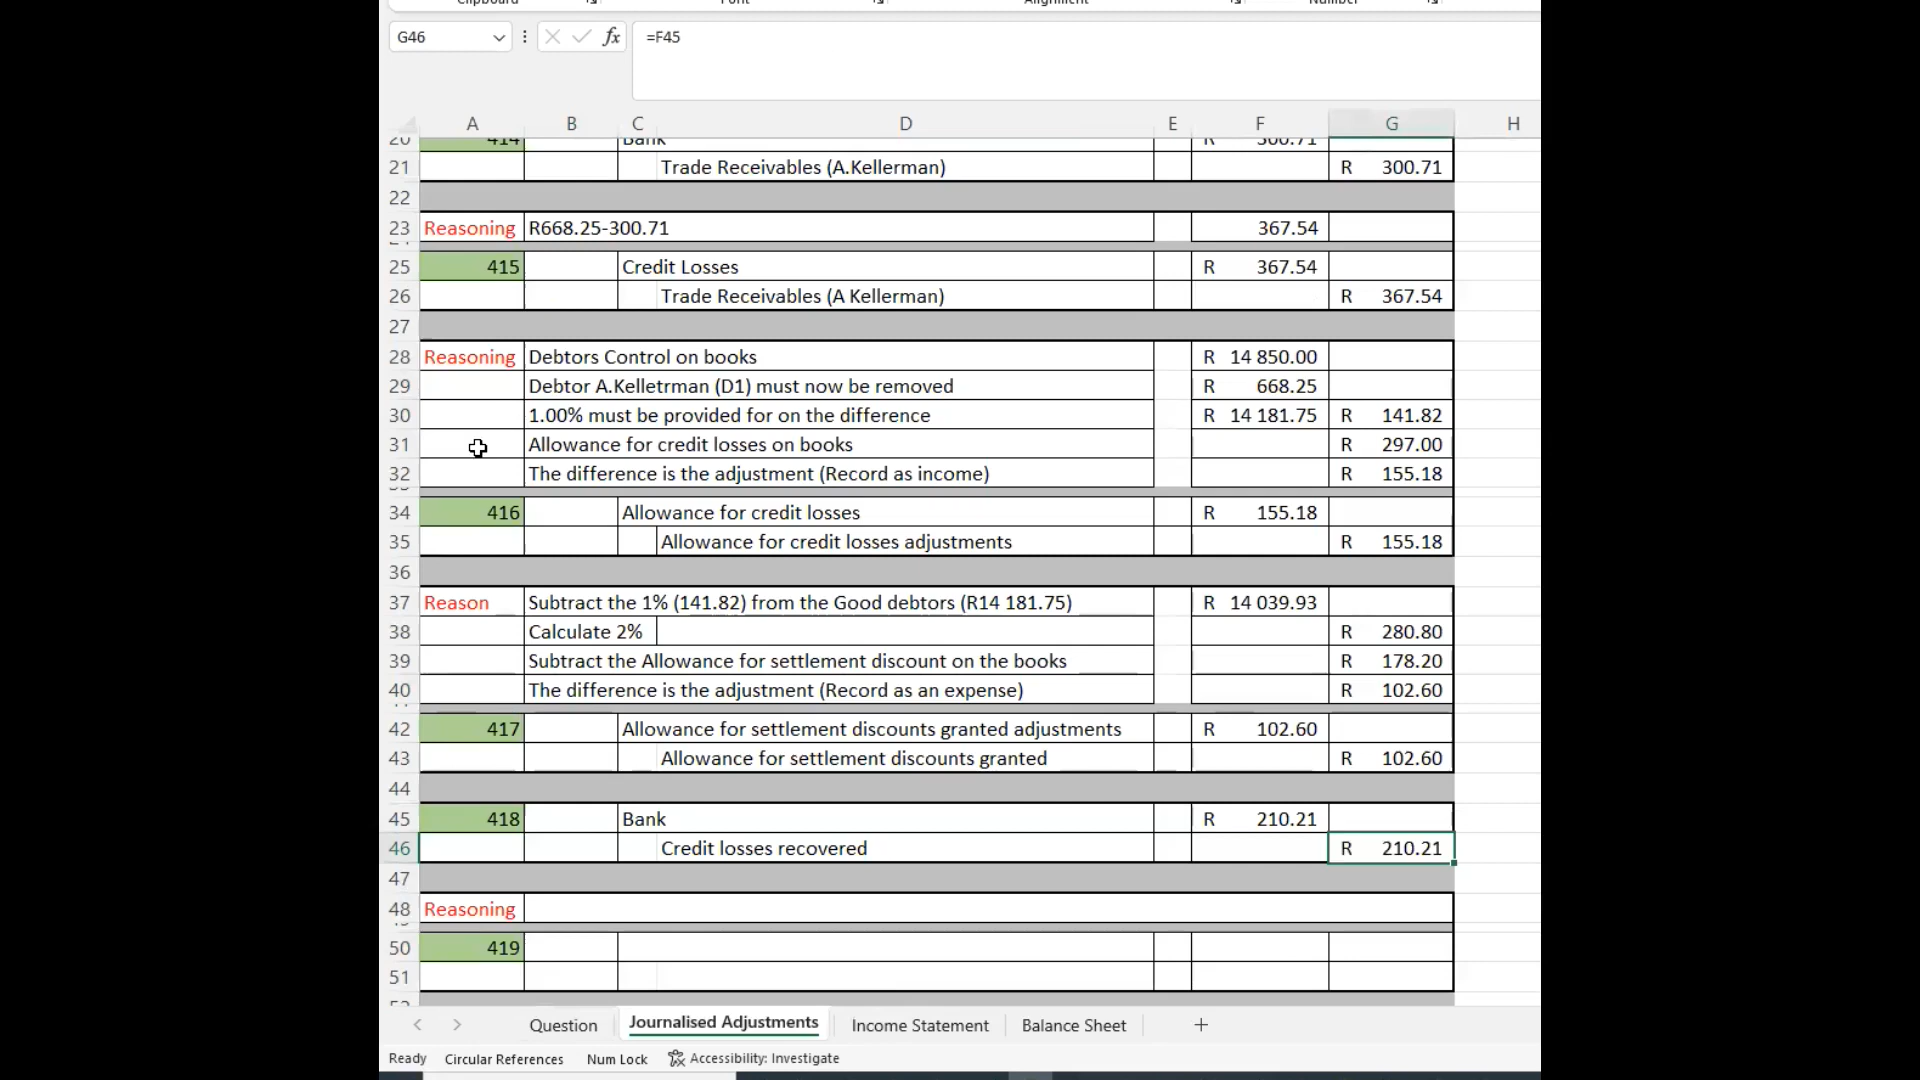 Clipboard Font Alignment Number
G46 fx =F45
A B C D E F G H
20 414 Bank R 300.71
21 Trade Receivables (A.Kellerman) R 300.71
22
23 Reasoning R668.25-300.71 367.54
25 415 Credit Losses R 367.54
26 Trade Receivables (A Kellerman) R 367.54
27
28 Reasoning Debtors Control on books R 14 850.00
29 Debtor A.Kelletrman (D1) must now be removed R 668.25
30 1.00% must be provided for on the difference R 14 181.75 R 141.82
31 Allowance for credit losses on books R 297.00
32 The difference is the adjustment (Record as income) R 155.18
34 416 Allowance for credit losses R 155.18
35 Allowance for credit losses adjustments R 155.18
36
37 Reason Subtract the 1% (141.82) from the Good debtors (R14 181.75) R 14 039.93
38 Calculate 2% R 280.80
39 Subtract the Allowance for settlement discount on the books R 178.20
40 The difference is the adjustment (Record as an expense) R 102.60
42 417 Allowance for settlement discounts granted adjustments R 102.60
43 Allowance for settlement discounts granted R 102.60
44
45 418 Bank R 210.21
46 Credit losses recovered R 210.21
47
48 Reasoning
50 419
51
Question Journalised Adjustments Income Statement Balance Sheet
Ready Circular References Num Lock Accessibility: Investigate